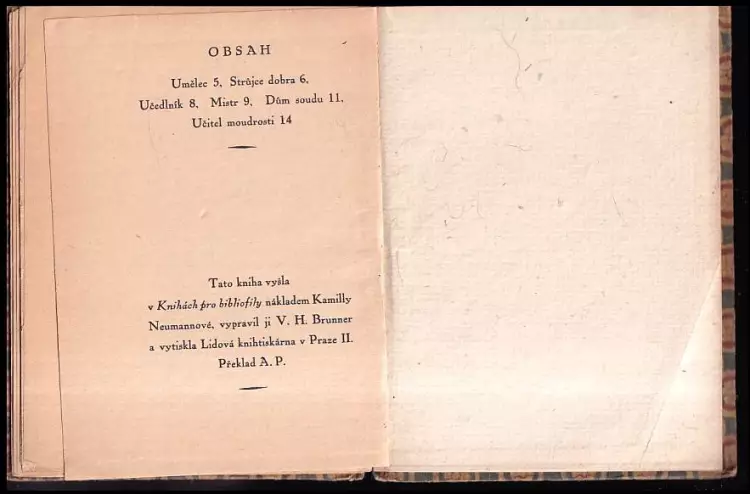 OBSAH
Umělec 5, Strůjce dobra 6,
Učedlník 8, Mistr 9, Dům soudu 11,
Učitel moudrosti 14
Tato kniha vyšla
v Knihách pro bibliofily nákladem Kamilly
Neumannové, vypravil ji V. H. Brunner
a vytiskla Lidová knihtiskárna v Praze II.
Překlad A. P.